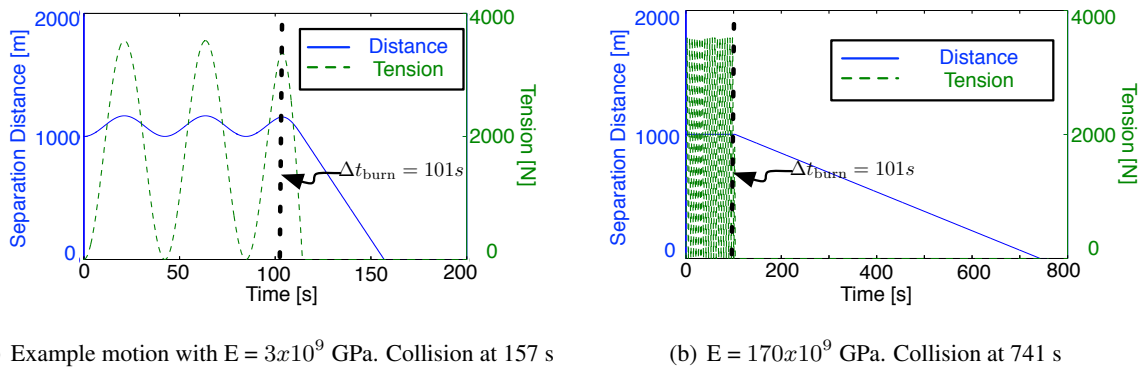 2000
1000
0
Separation Distance [m]
0 50 100 150 200
Time [s]
4000
2000
0
Tension [N]
Distance
Tension
Δt_burn = 101s
2000
1000
0
Separation Distance [m]
0 200 400 600 800
Time [s]
4000
2000
0
Tension [N]
Distance
Tension
Δt_burn = 101s
Example motion with E = 3x10^9 GPa. Collision at 157 s
(b) E = 170x10^9 GPa. Collision at 741 s